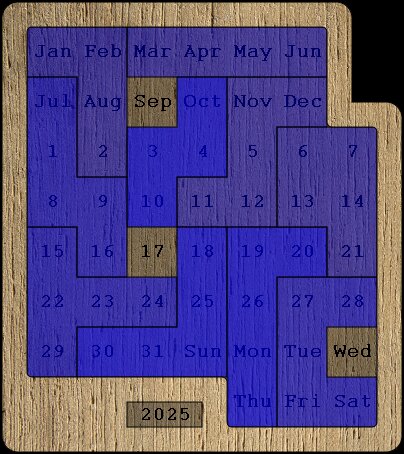 Jan Feb Mar Apr May Jun
Jul Aug Sep Oct Nov Dec
1 2 3 4 5 6 7
8 9 10 11 12 13 14
15 16 17 18 19 20 21
22 23 24 25 26 27 28
29 30 31 Sun Mon Tue Wed
Thu Fri Sat
2025